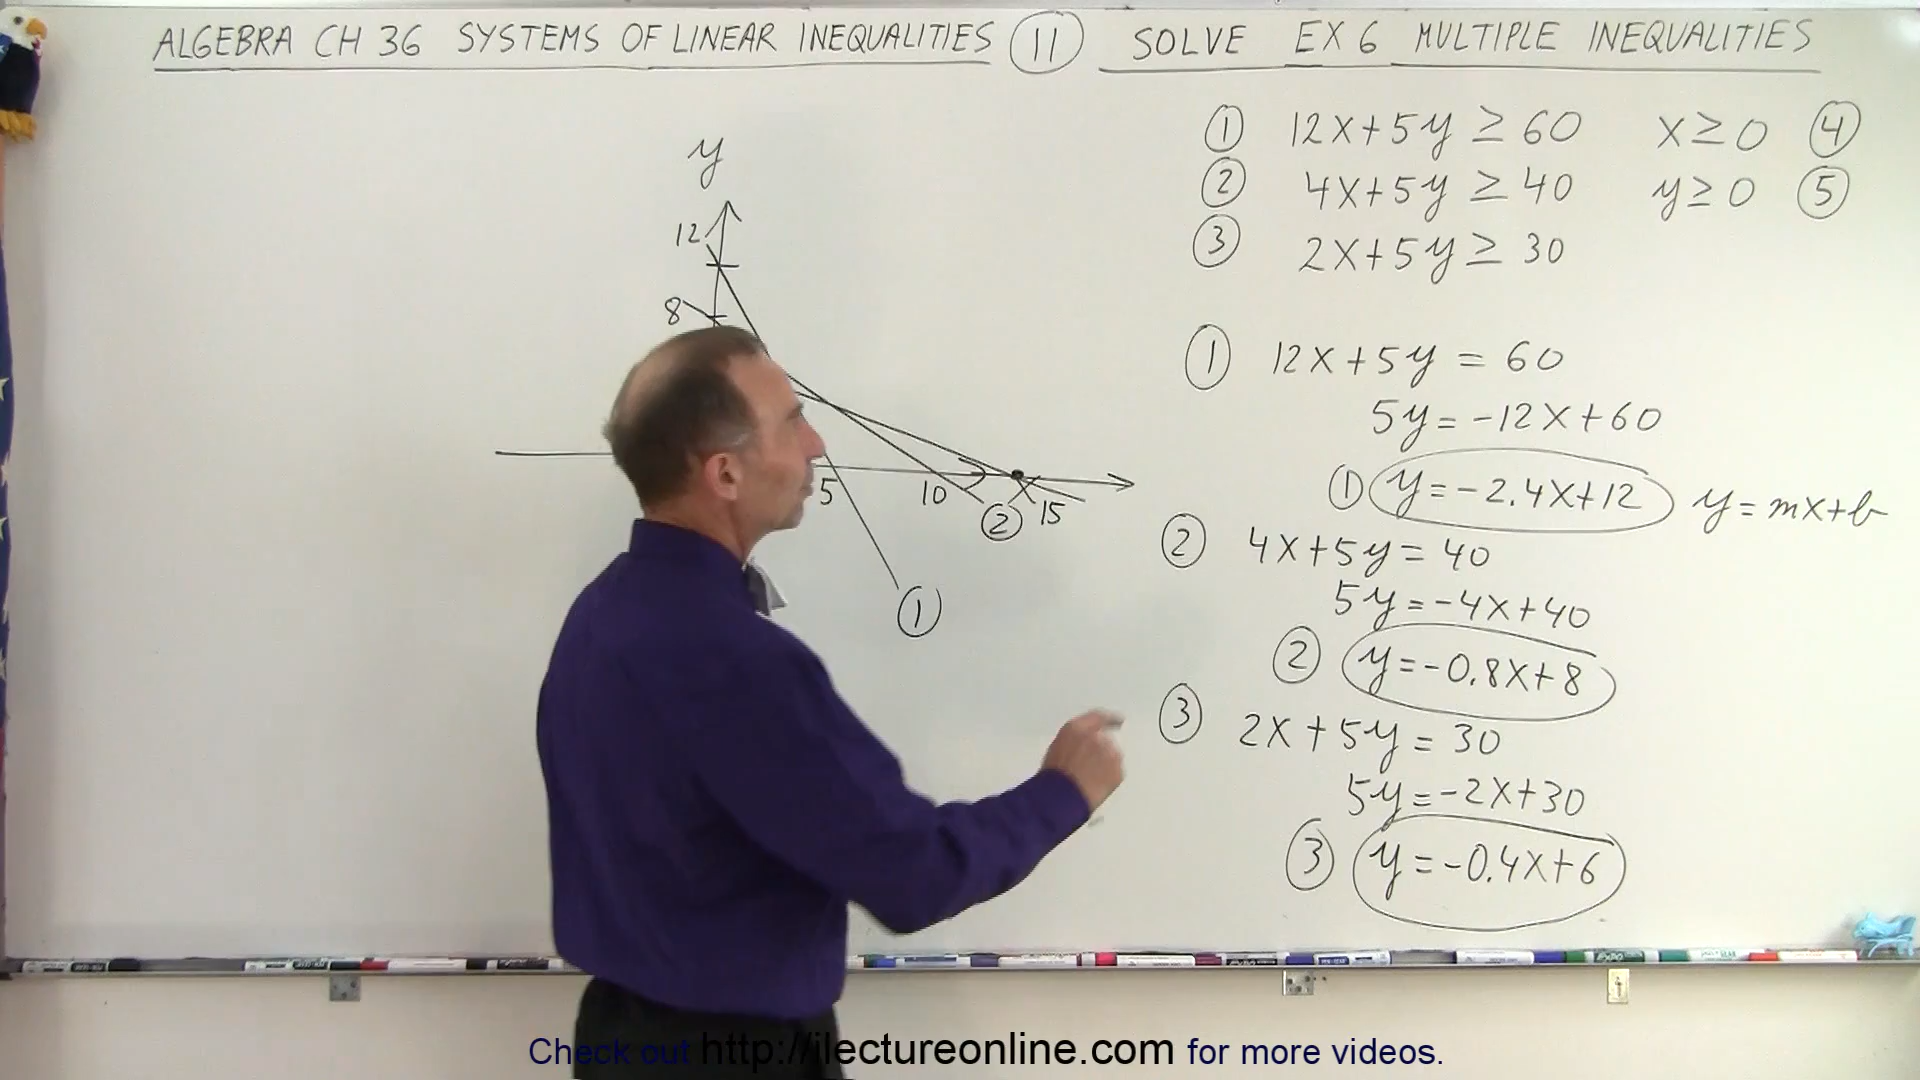 ALGEBRA CH 36 SYSTEMS OF LINEAR INEQUALITIES ⑪ SOLVE EX 6 MULTIPLE INEQUALITIES
① 12x+5y ≥ 60 x ≥ 0 ④
② 4x+5y ≥ 40 y ≥ 0 ⑤
③ 2x+5y ≥ 30
y
12
8
5
10
② 
15
x
①
① 12x+5y = 60
5y = -12x+60
① y = -2.4x+12 y = mx+b
② 4x+5y = 40
5y = -4x+40
② y = -0.8x+8
③ 2x+5y = 30
5y = -2x+30
③ y = -0.4x+6
Check out http://ilectureonline.com for more videos.